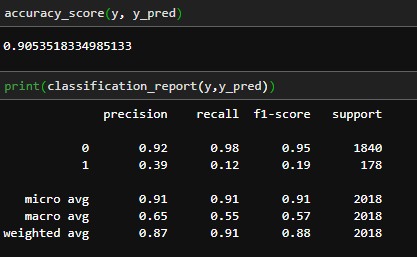 accuracy_score(y, y_pred)
0.9053518334985133
print(classification_report(y,y_pred))
precision recall f1-score support
0 0.92 0.98 0.95 1840
1 0.39 0.12 0.19 178
micro avg 0.91 0.91 0.91 2018
macro avg 0.65 0.55 0.57 2018
weighted avg 0.87 0.91 0.88 2018